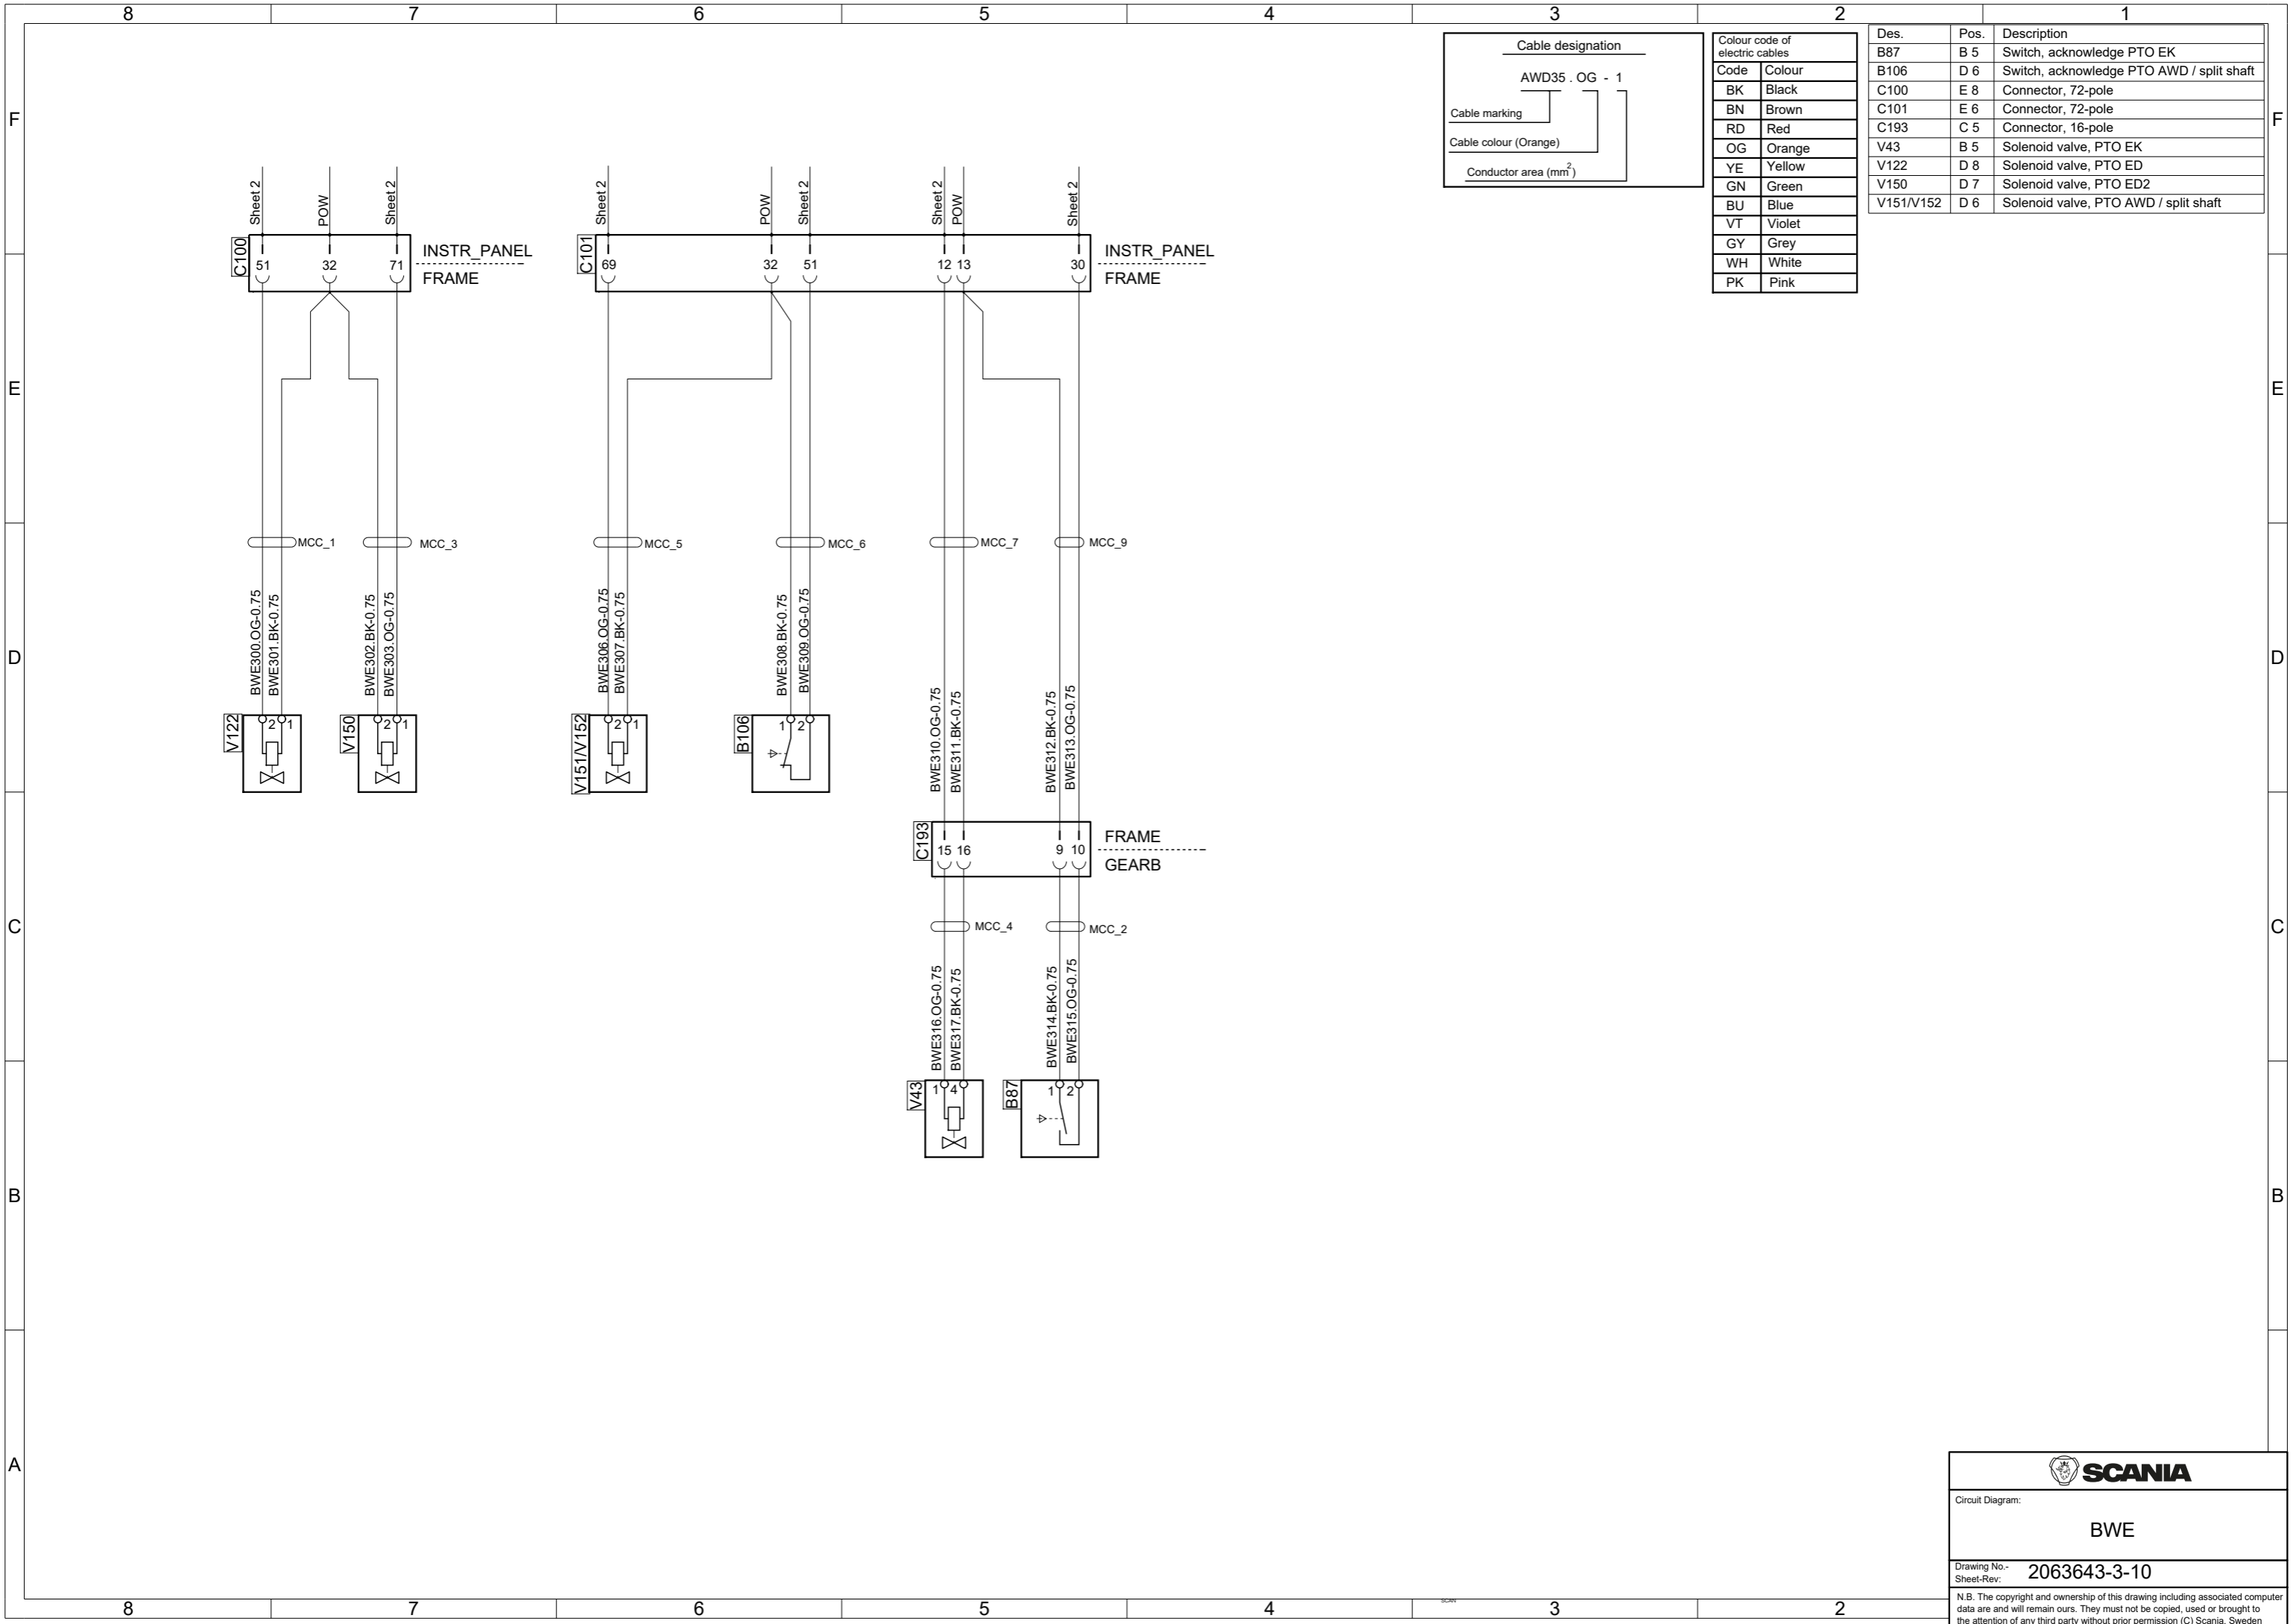 8 7 6 5 4 3 2 1
Cable designation
AWD35 . OG - 1
Cable marking
Cable colour (Orange)
Conductor area (mm2)
Colour code of
electric cables
Code Colour
BK Black
BN Brown
RD Red
OG Orange
YE Yellow
GN Green
BU Blue
VT Violet
GY Grey
WH White
PK Pink
Des. Pos. Description
B87 B 5 Switch, acknowledge PTO EK
B106 D 6 Switch, acknowledge PTO AWD / split shaft
C100 E 8 Connector, 72-pole
C101 E 6 Connector, 72-pole
C193 C 5 Connector, 16-pole
V43 B 5 Solenoid valve, PTO EK
V122 D 8 Solenoid valve, PTO ED
V150 D 7 Solenoid valve, PTO ED2
V151/V152 D 6 Solenoid valve, PTO AWD / split shaft
F F
Sheet 2 POW Sheet 2 Sheet 2 POW Sheet 2 Sheet 2 POW Sheet 2
C100 51 32 71 INSTR_PANEL
FRAME
C101 69 32 51 12 13 30 INSTR_PANEL
FRAME
E E
MCC_1 MCC_3 MCC_5 MCC_6 MCC_7 MCC_9
BWE300.OG-0.75
BWE301.BK-0.75
BWE302.BK-0.75
BWE303.OG-0.75
BWE306.OG-0.75
BWE307.BK-0.75
BWE308.BK-0.75
BWE309.OG-0.75
BWE310.OG-0.75
BWE311.BK-0.75
BWE312.BK-0.75
BWE313.OG-0.75
D D
V122 2 1
V150 2 1
V151/V152 2 1
B106 1 2
C193 15 16 9 10 FRAME
GEARB
C C
MCC_4 MCC_2
BWE316.OG-0.75
BWE317.BK-0.75
BWE314.BK-0.75
BWE315.OG-0.75
V43 1 4
B87 1 2
B B
A
SCANIA
Circuit Diagram:
BWE
Drawing No.-
Sheet-Rev: 2063643-3-10
N.B. The copyright and ownership of this drawing including associated computer
data are and will remain ours. They must not be copied, used or brought to
the attention of any third party without prior permission (C) Scania, Sweden
8 7 6 5 4 3 2